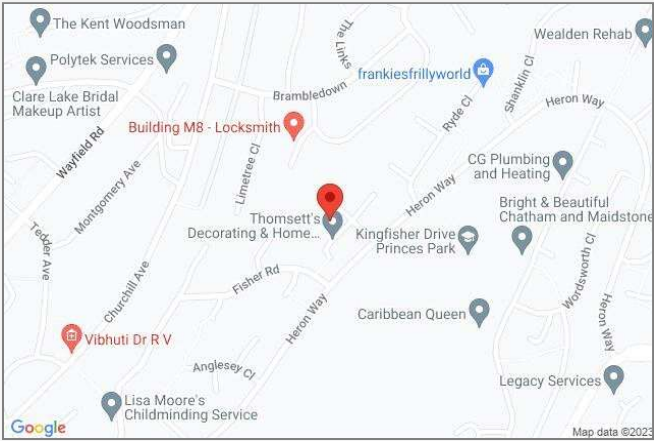 The Kent Woodsman
Polytek Services
Clare Lake Bridal
Makeup Artist
Wayfield Rd
Montgomery Ave
Tedder Ave
Churchill Ave
Limetree Cl
The Links
Brambledown
Building M8 - Locksmith
frankiesfrillyworld
Wealden Rehab
Shanklin Cl
Ryde Cl
Heron Way
Heron Way
CG Plumbing
and Heating
Bright & Beautiful
Chatham and Maidstone
Thomsett's
Decorating & Home...
Kingfisher Drive
Princes Park
Fisher Rd
Heron Way
Caribbean Queen
Wordsworth Cl
Heron Way
Vibhuti Dr R V
Anglesey Cl
Lisa Moore's
Childminding Service
Legacy Services
Google
Map data ©2023